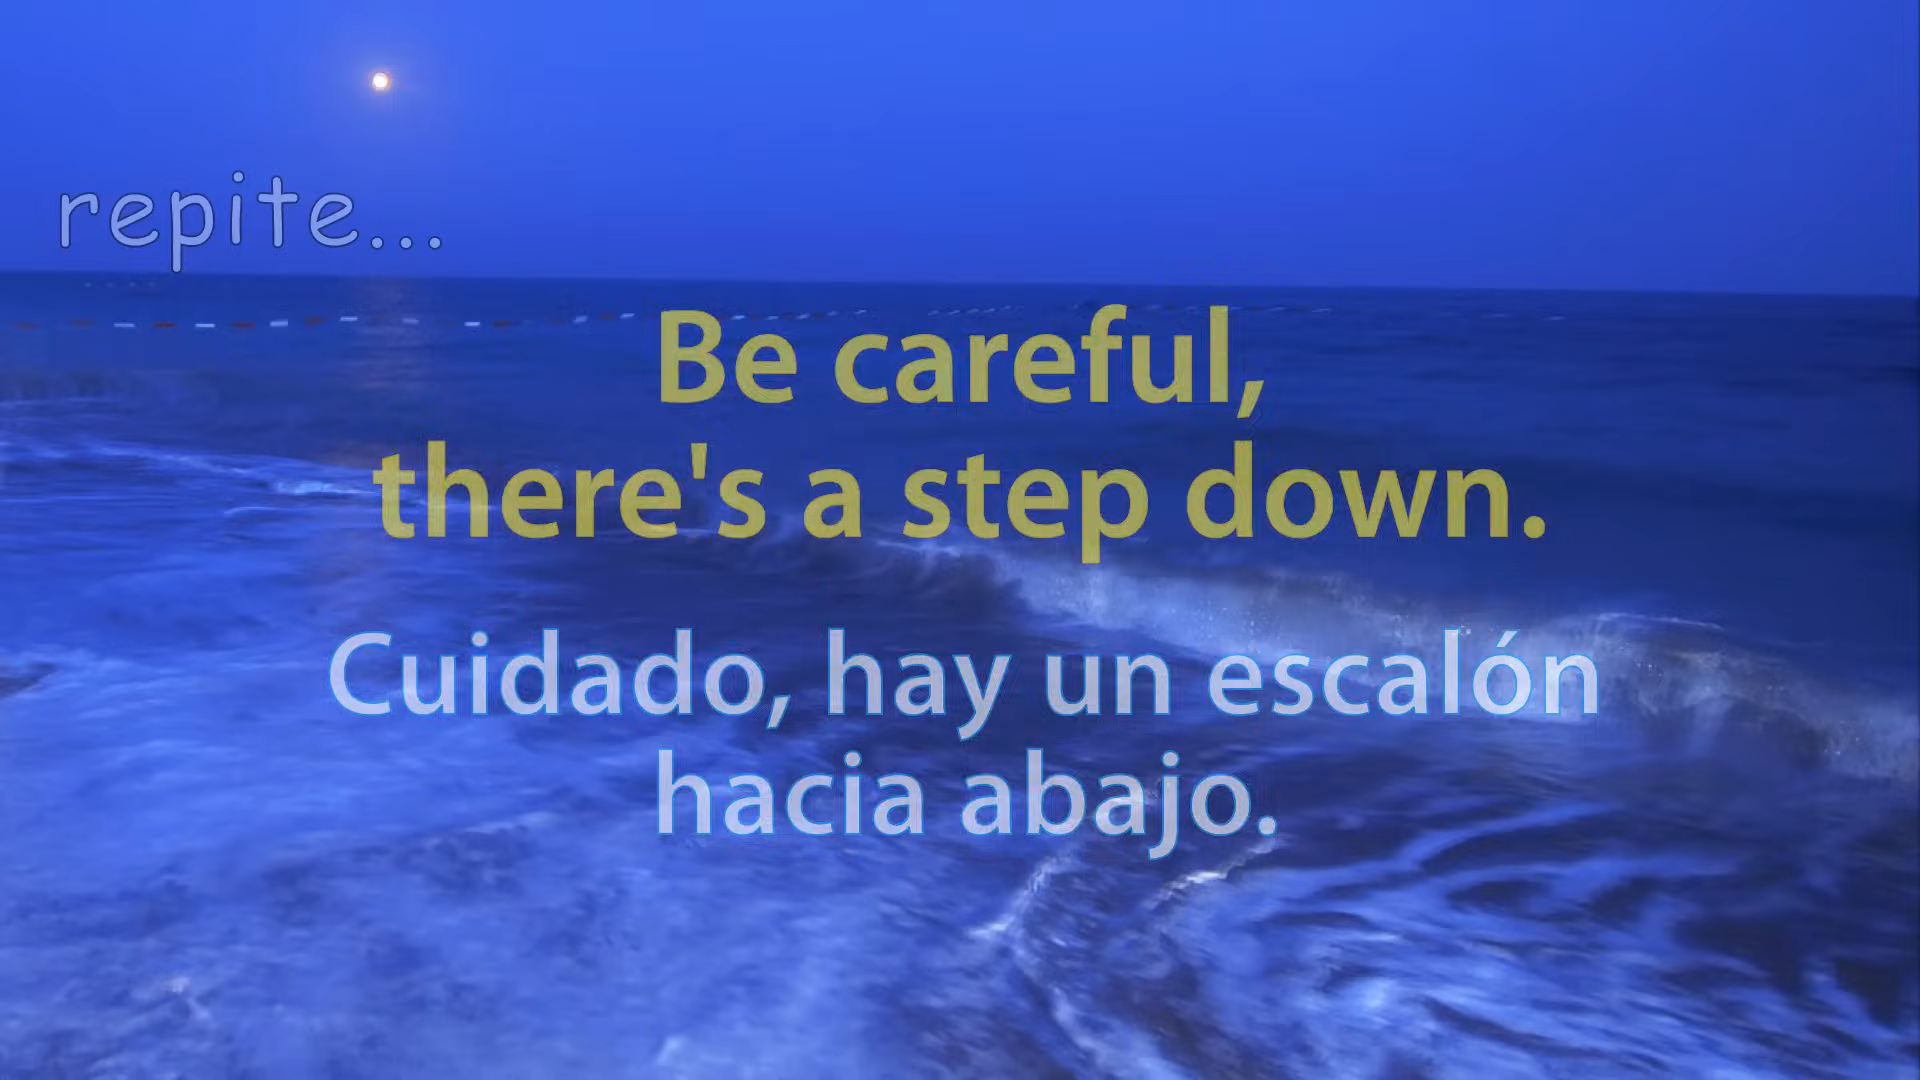 repite...
Be careful,
there's a step down.
Cuidado, hay un escalón
hacia abajo.